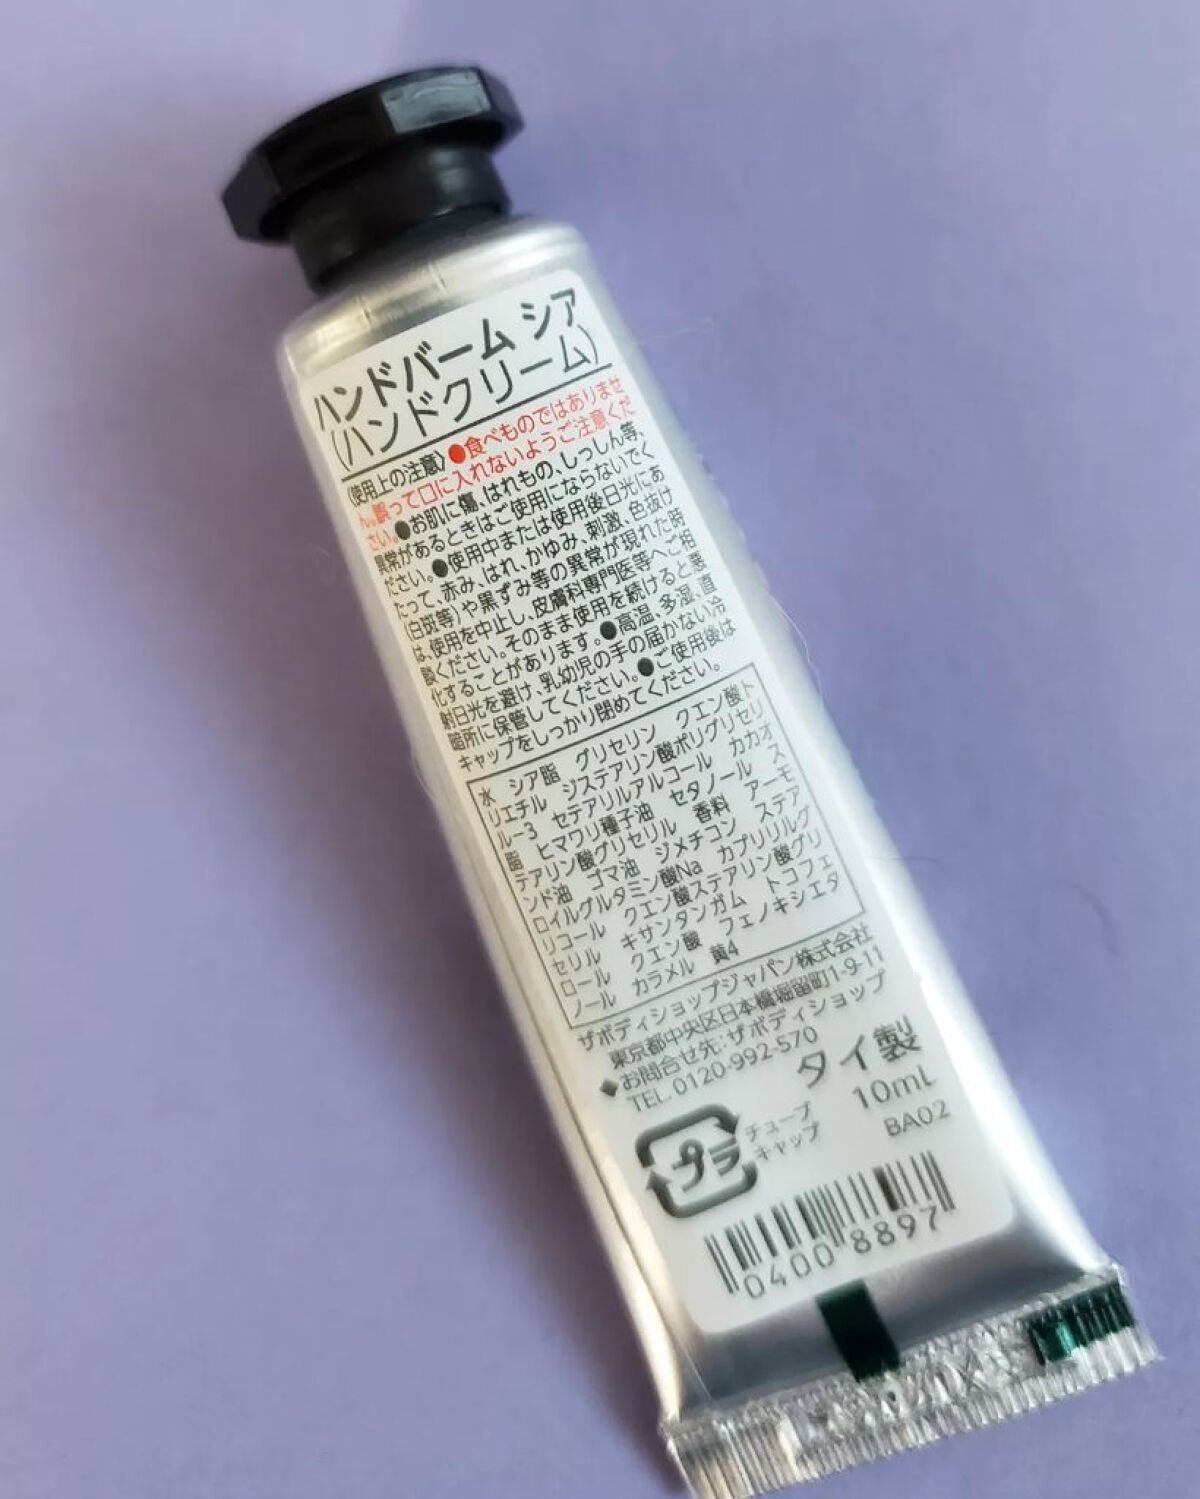 ハンドバーム シア
(ハンドクリーム)
〈使用上の注意〉●食べものではありませ
ん。誤って口に入れないようご注意くだ
さい。●お肌に傷、はれもの、しっしん等、
異常があるときはご使用にならないでく
ださい。●使用中または使用後日光にあ
たって、赤み、はれ、かゆみ、刺激、色抜け
(白斑等)や黒ずみ等の異常が現れた時
は、使用を中止し、皮膚科専門医等へご相
談ください。そのまま使用を続けると悪
化することがあります。●高温、多湿、直
射日光を避け、乳幼児の手の届かない冷
暗所に保管してください。●ご使用後は
キャップをしっかり閉めてください。
水 シア脂 グリセリン クエン酸ト
リエチル ジステアリン酸ポリグリセリ
ル-3 セテアリルアルコール カカオ
脂 ヒマワリ種子油 セタノール ス
テアリン酸グリセリル 香料 アーモ
ンド油 ゴマ油 ジメチコン ステア
ロイルグルタミン酸Na カプリリルグ
リコール クエン酸ステアリン酸グリ
セリル キサンタンガム トコフェ
ロール クエン酸 フェノキシエタ
ノール カラメル 黄4
ザボディショップジャパン株式会社
東京都中央区日本橋堀留町1-9-11
◆お問合せ先:ザボディショップ
TEL. 0120-992-570
タイ製
10mL
BA02
プラ
チューブ
キャップ
0400 8897